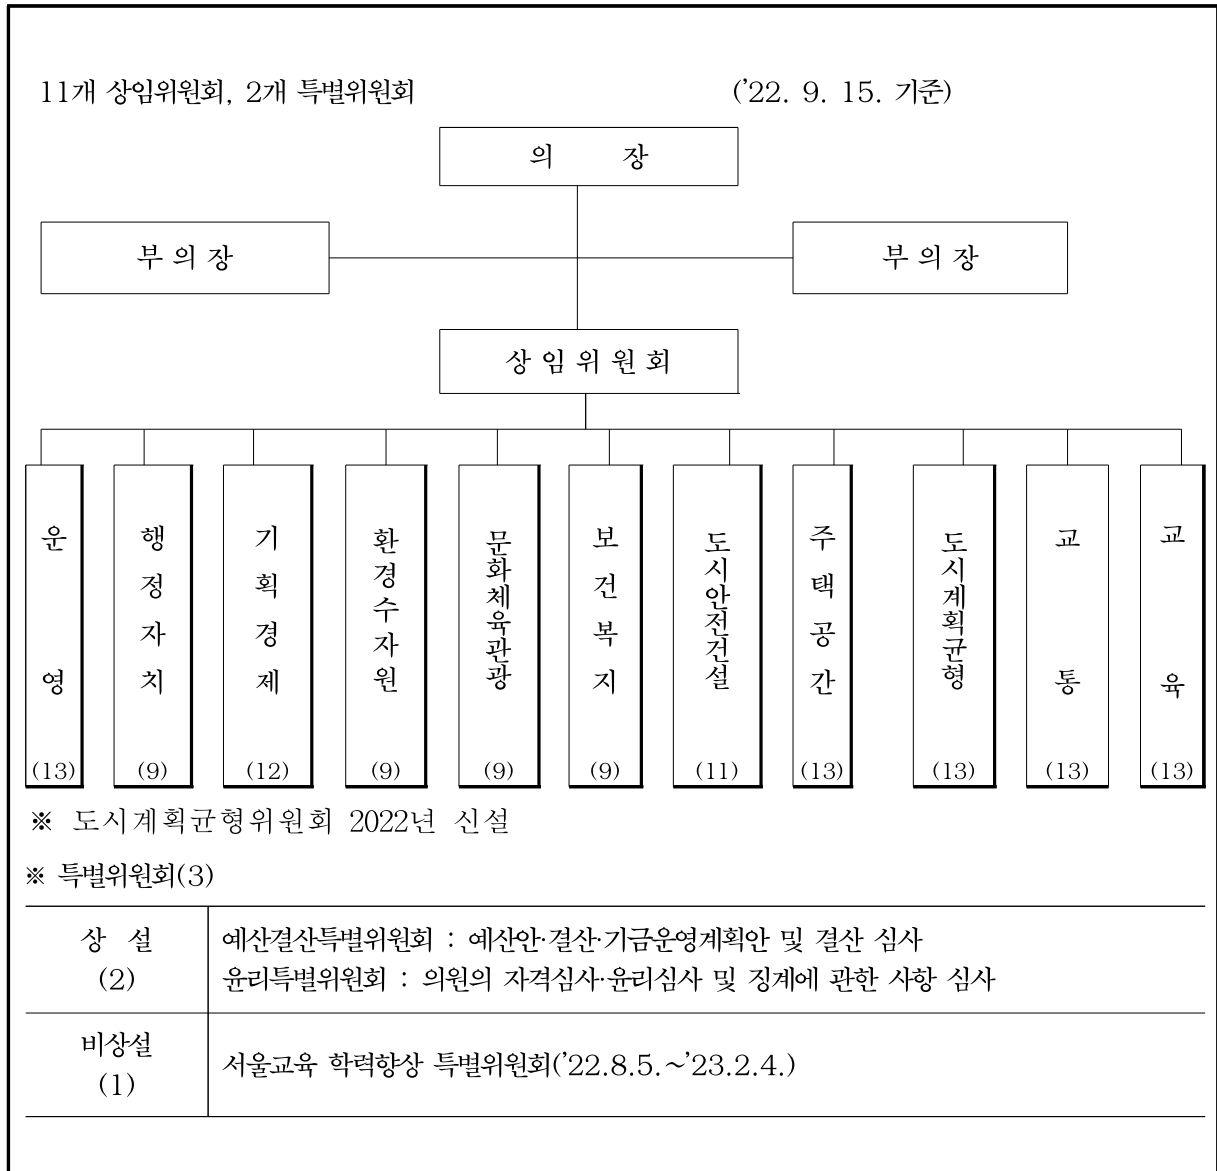 11개 상임위원회, 2개 특별위원회 ('22. 9. 15. 기준)
의 장
부 의 장
부 의 장
상 임 위 원 회
운 영 (13)
행 정 자 치 (9)
기 획 경 제 (12)
환경수자원 (9)
문화체육관광 (9)
보 건 복 지 (9)
도시안전건설 (11)
주 택 공 간 (13)
도시계획균형 (13)
교 통 (13)
교 육 (13)
※ 도시계획균형위원회 2022년 신설
※ 특별위원회(3)
상 설
(2)
예산결산특별위원회 : 예산안·결산·기금운영계획안 및 결산 심사
윤리특별위원회 : 의원의 자격심사·윤리심사 및 징계에 관한 사항 심사
비상설
(1)
서울교육 학력향상 특별위원회('22.8.5.~'23.2.4.)